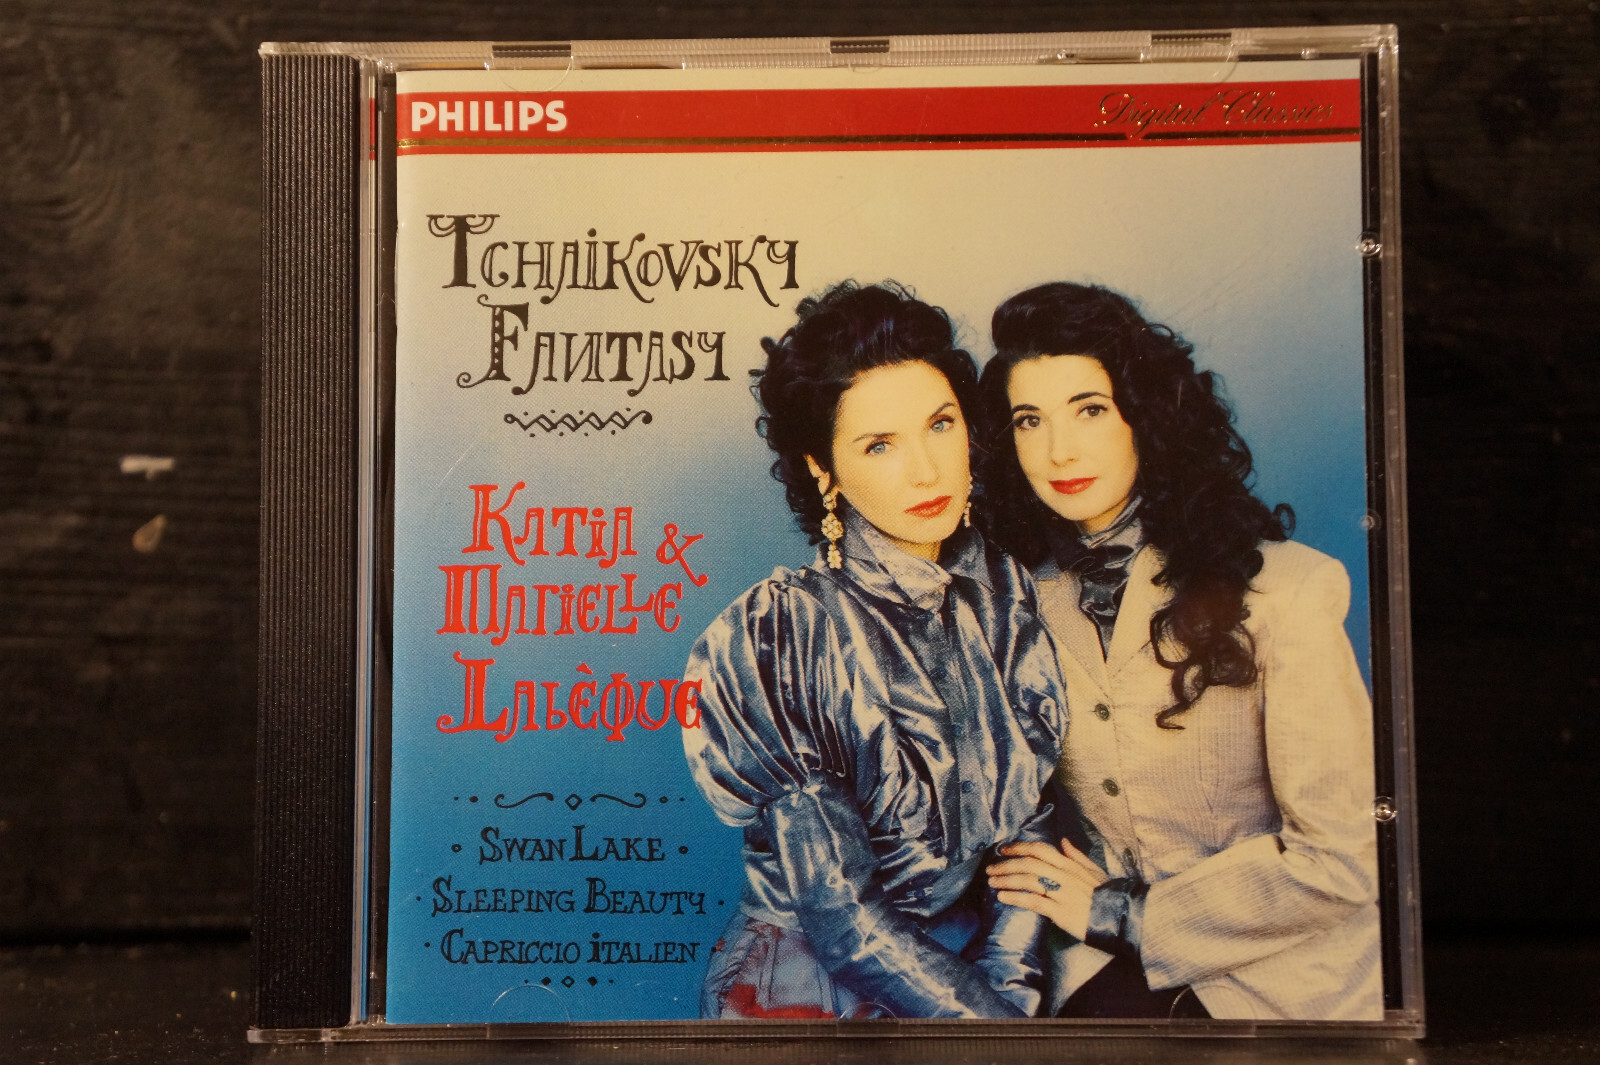 PHILIPS
Digital Classics
TCHAIKOVSKY
FANTASY
KATIA &
MARIELLE
LABÈQUE
• SWAN LAKE •
• SLEEPING BEAUTY •
• CAPRICCIO ITALIEN •